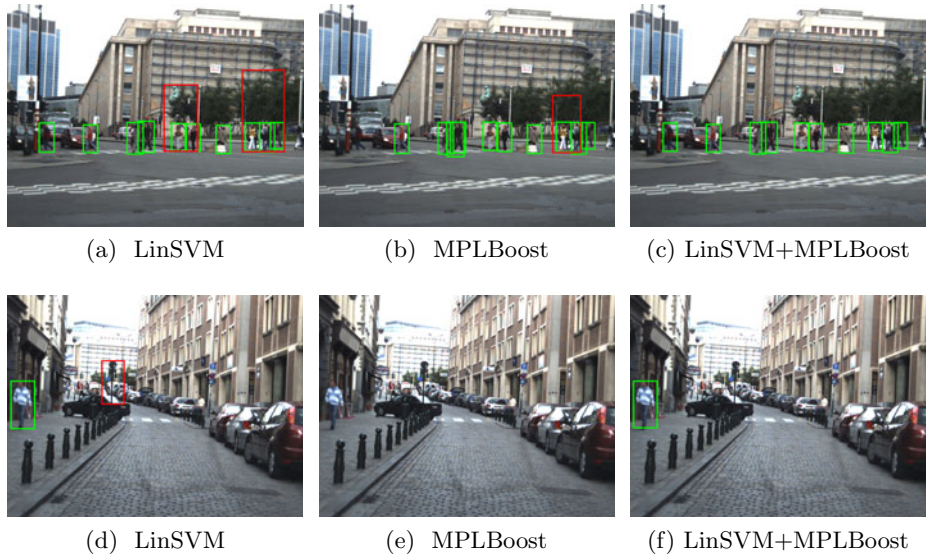 (a) LinSVM
(b) MPLBoost
(c) LinSVM+MPLBoost
(d) LinSVM
(e) MPLBoost
(f) LinSVM+MPLBoost